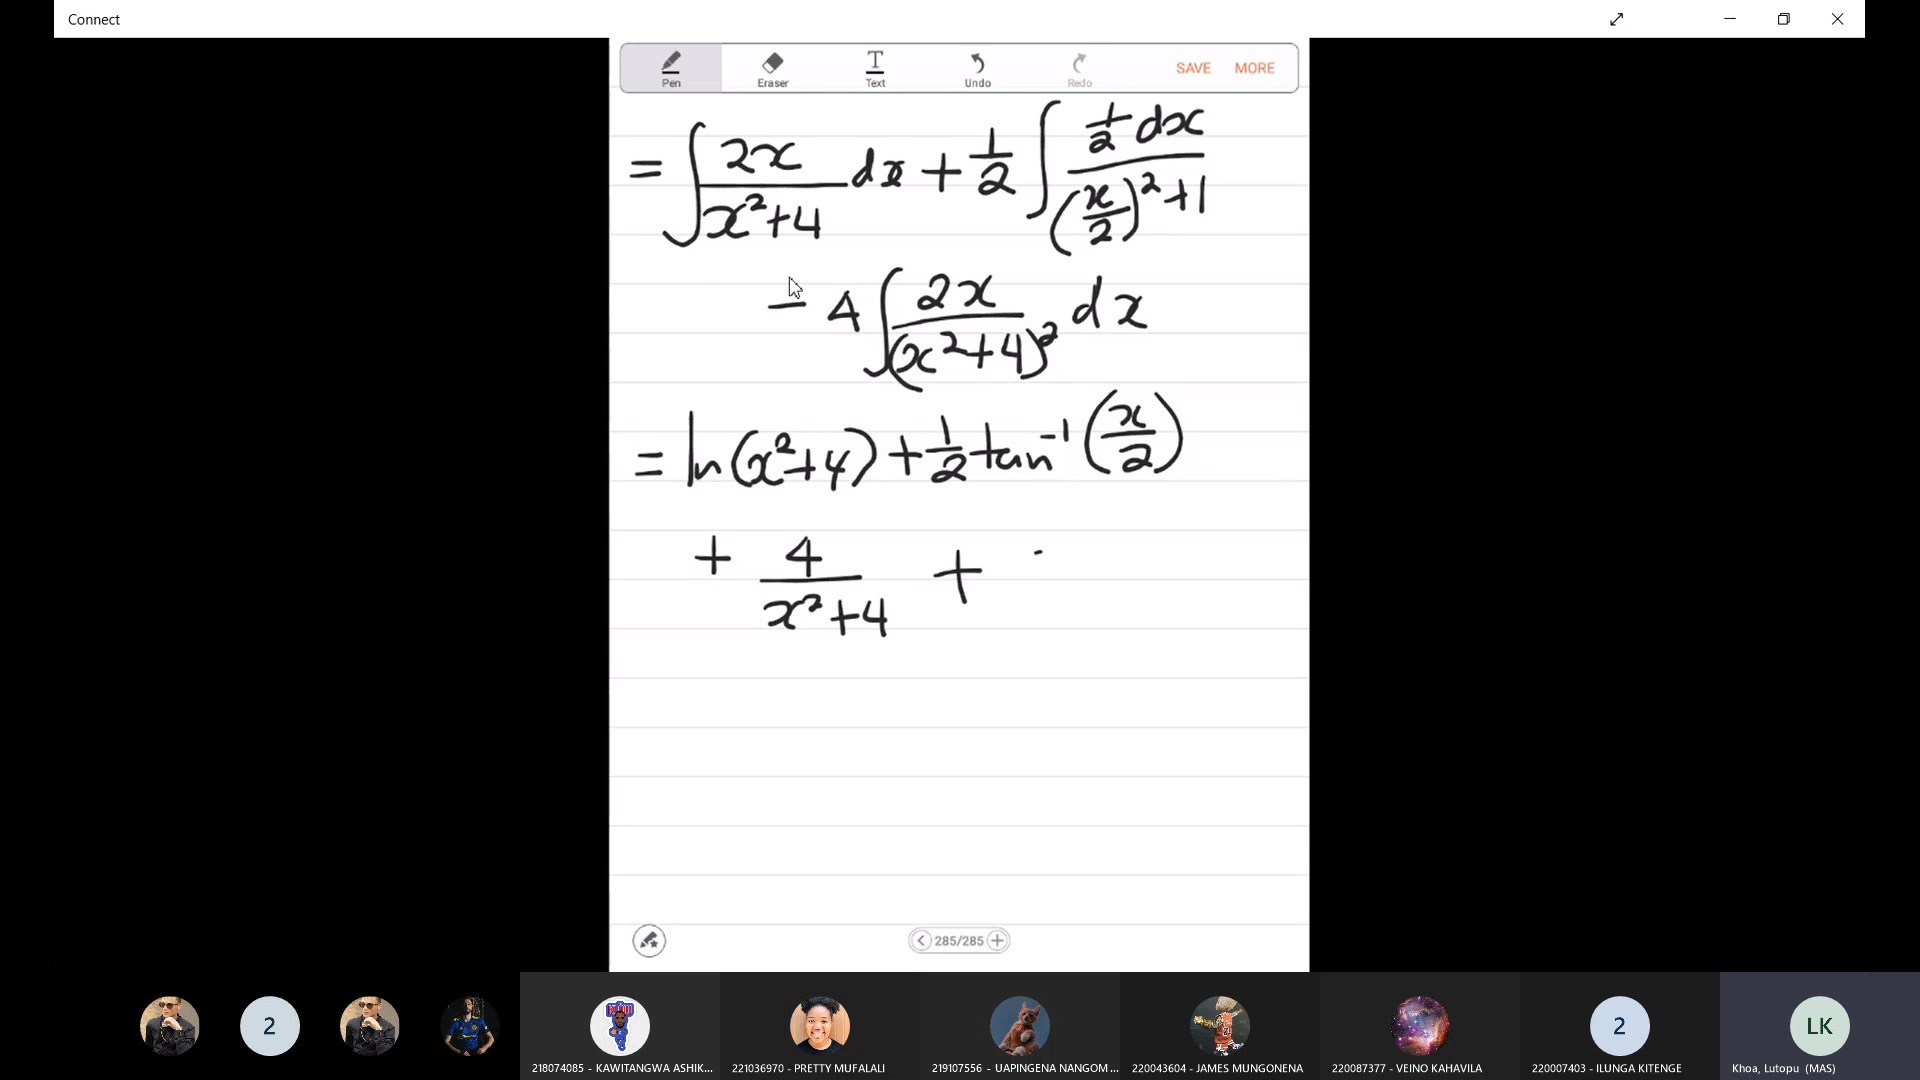 Connect
Pen Eraser Text Undo Redo SAVE MORE
= ∫ 2x/(x²+4) dx + 1/2 ∫ (1/2 dx)/((x/2)²+1)
− 4 ∫ 2x/(x²+4)² dx
= ln(x²+4) + 1/2 tan⁻¹(x/2)
+ 4/(x²+4) +
285/285
2 2 LK
218074085 - KAWITANGWA ASHIK... 221036970 - PRETTY MUFALALI 219107556 - UAPINGENA NANGOM ... 220043604 - JAMES MUNGONENA 220087377 - VEINO KAHAVILA 220007403 - ILUNGA KITENGE Khoa, Lutopu (MAS)